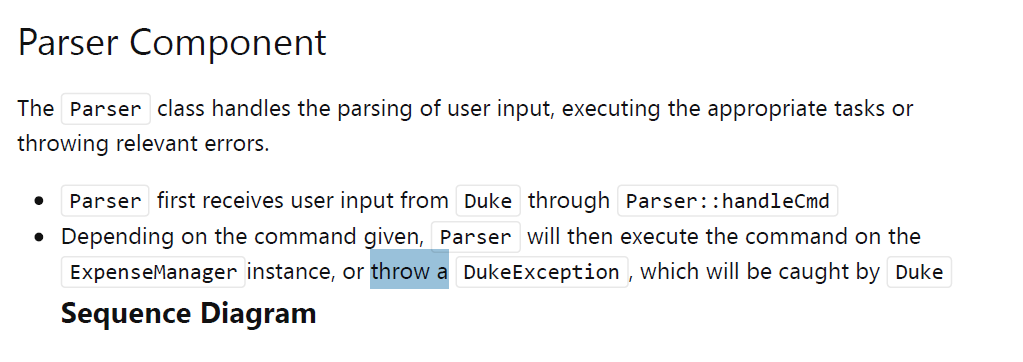 Parser Component
The Parser class handles the parsing of user input, executing the appropriate tasks or
throwing relevant errors.
• Parser first receives user input from Duke through Parser::handleCmd
• Depending on the command given, Parser will then execute the command on the
ExpenseManager instance, or throw a DukeException, which will be caught by Duke
Sequence Diagram